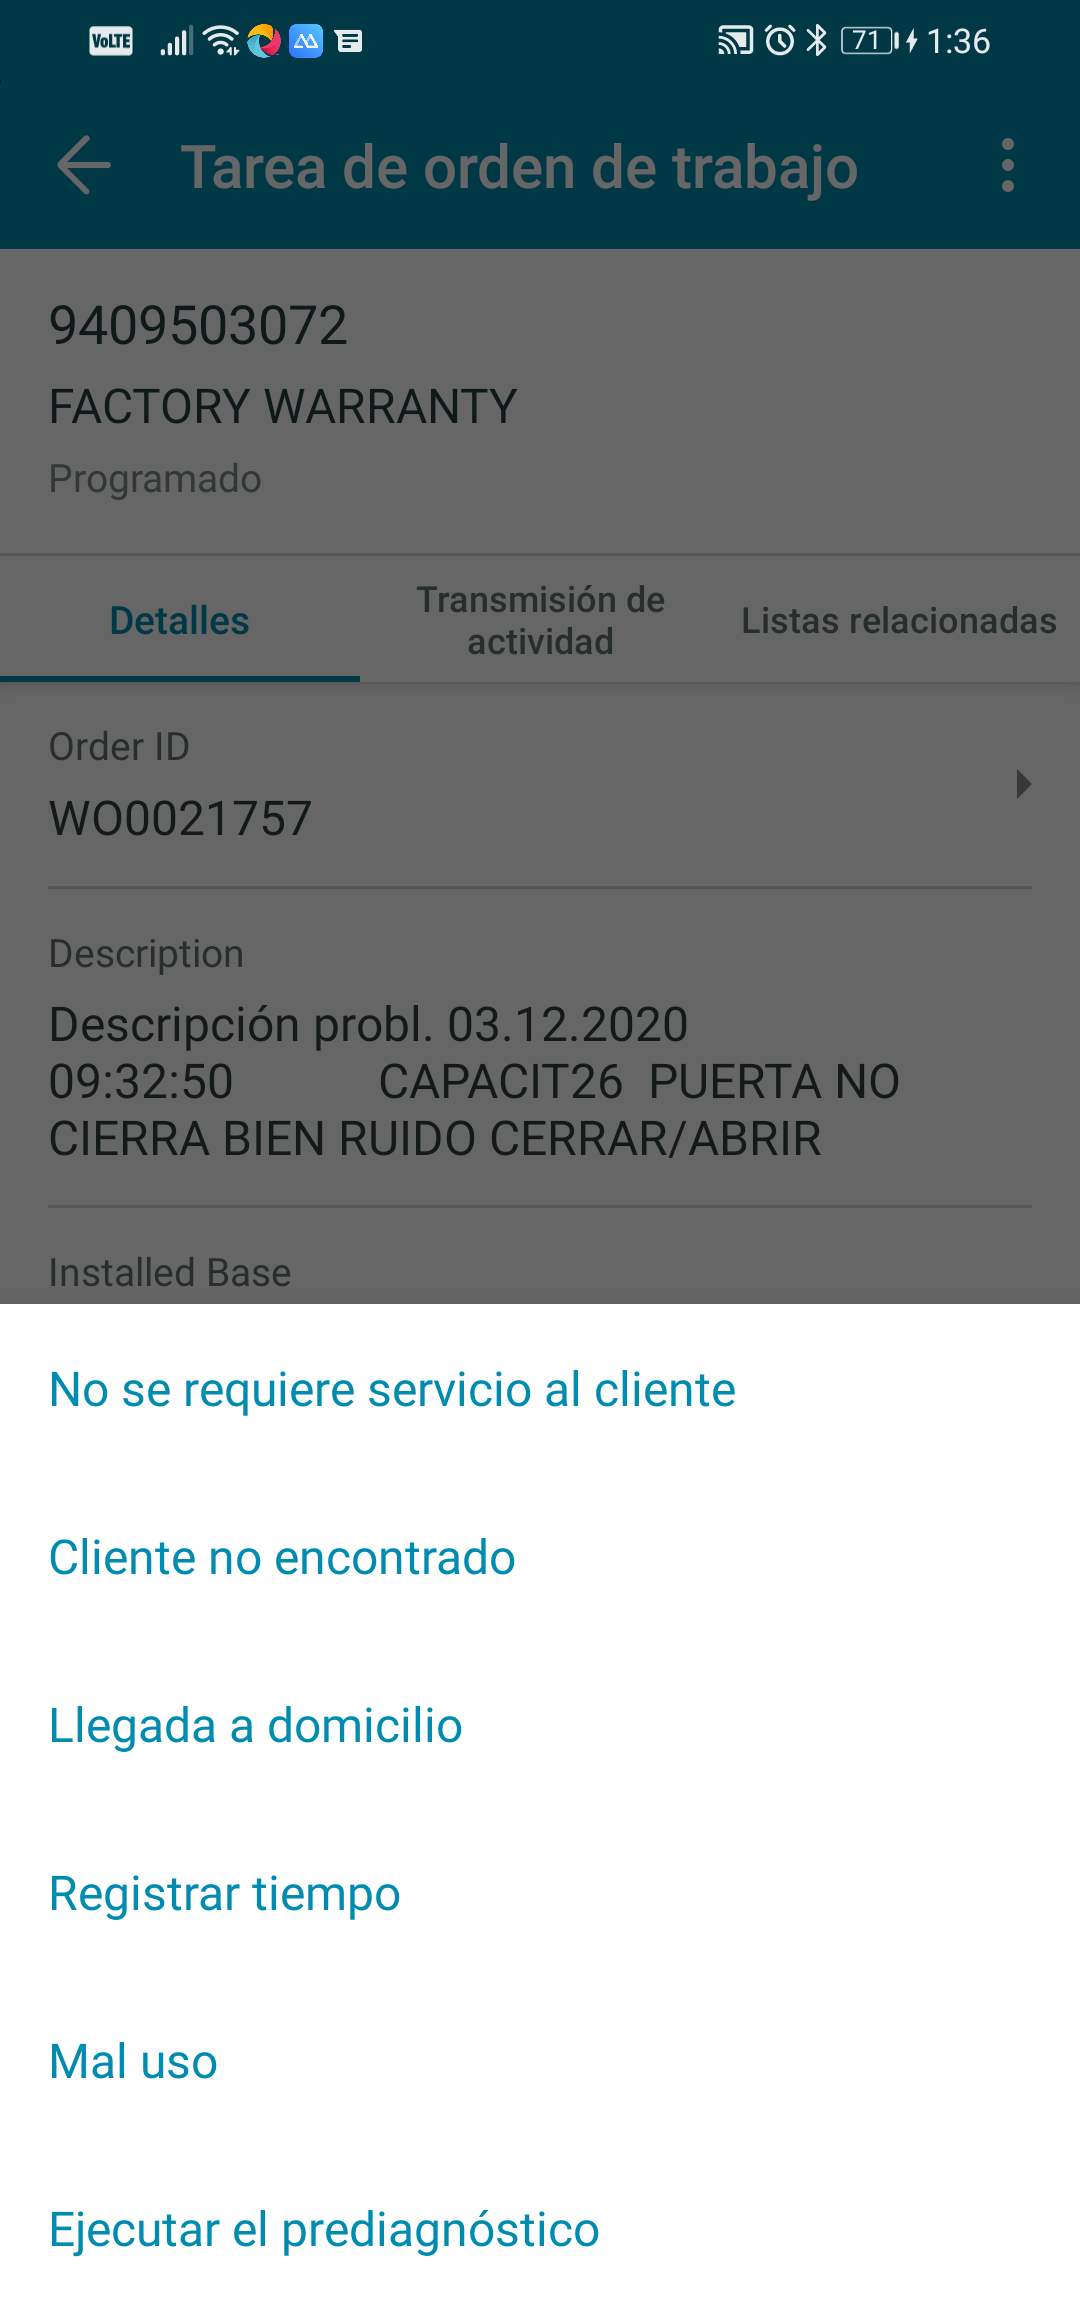 VoLTE 71 1:36
Tarea de orden de trabajo
9409503072
FACTORY WARRANTY
Programado
Detalles
Transmisión de
actividad
Listas relacionadas
Order ID
WO0021757
Description
Descripción probl. 03.12.2020
09:32:50 CAPACIT26 PUERTA NO
CIERRA BIEN RUIDO CERRAR/ABRIR
Installed Base
No se requiere servicio al cliente
Cliente no encontrado
Llegada a domicilio
Registrar tiempo
Mal uso
Ejecutar el prediagnóstico